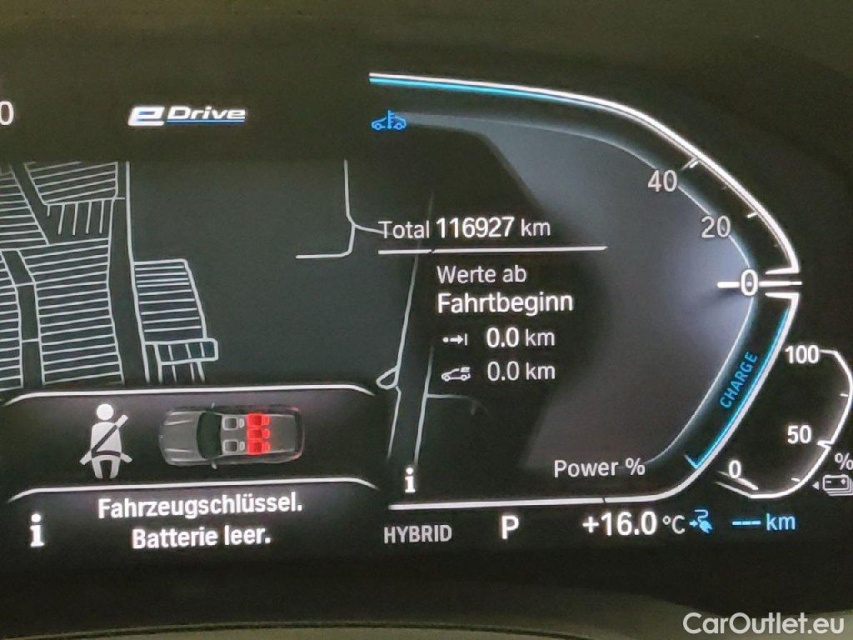 0
eDrive
40
Total 116927 km
20
Werte ab
0
Fahrtbeginn
0.0 km
100
0.0 km
CHARGE
50
Power %
0
%
i
Fahrzeugschlüssel.
i
Batterie leer.
HYBRID
P
+16.0 °C
--- km
CarOutlet.eu